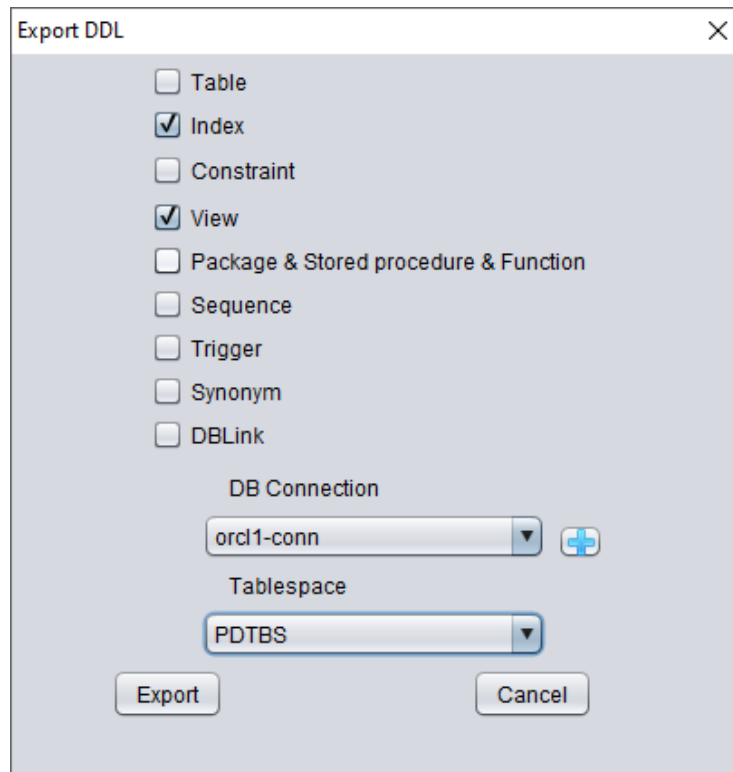 Export DDL
Table
Index
Constraint
View
Package & Stored procedure & Function
Sequence
Trigger
Synonym
DBLink
DB Connection
orcl1-conn
Tablespace
PDTBS
Export Cancel